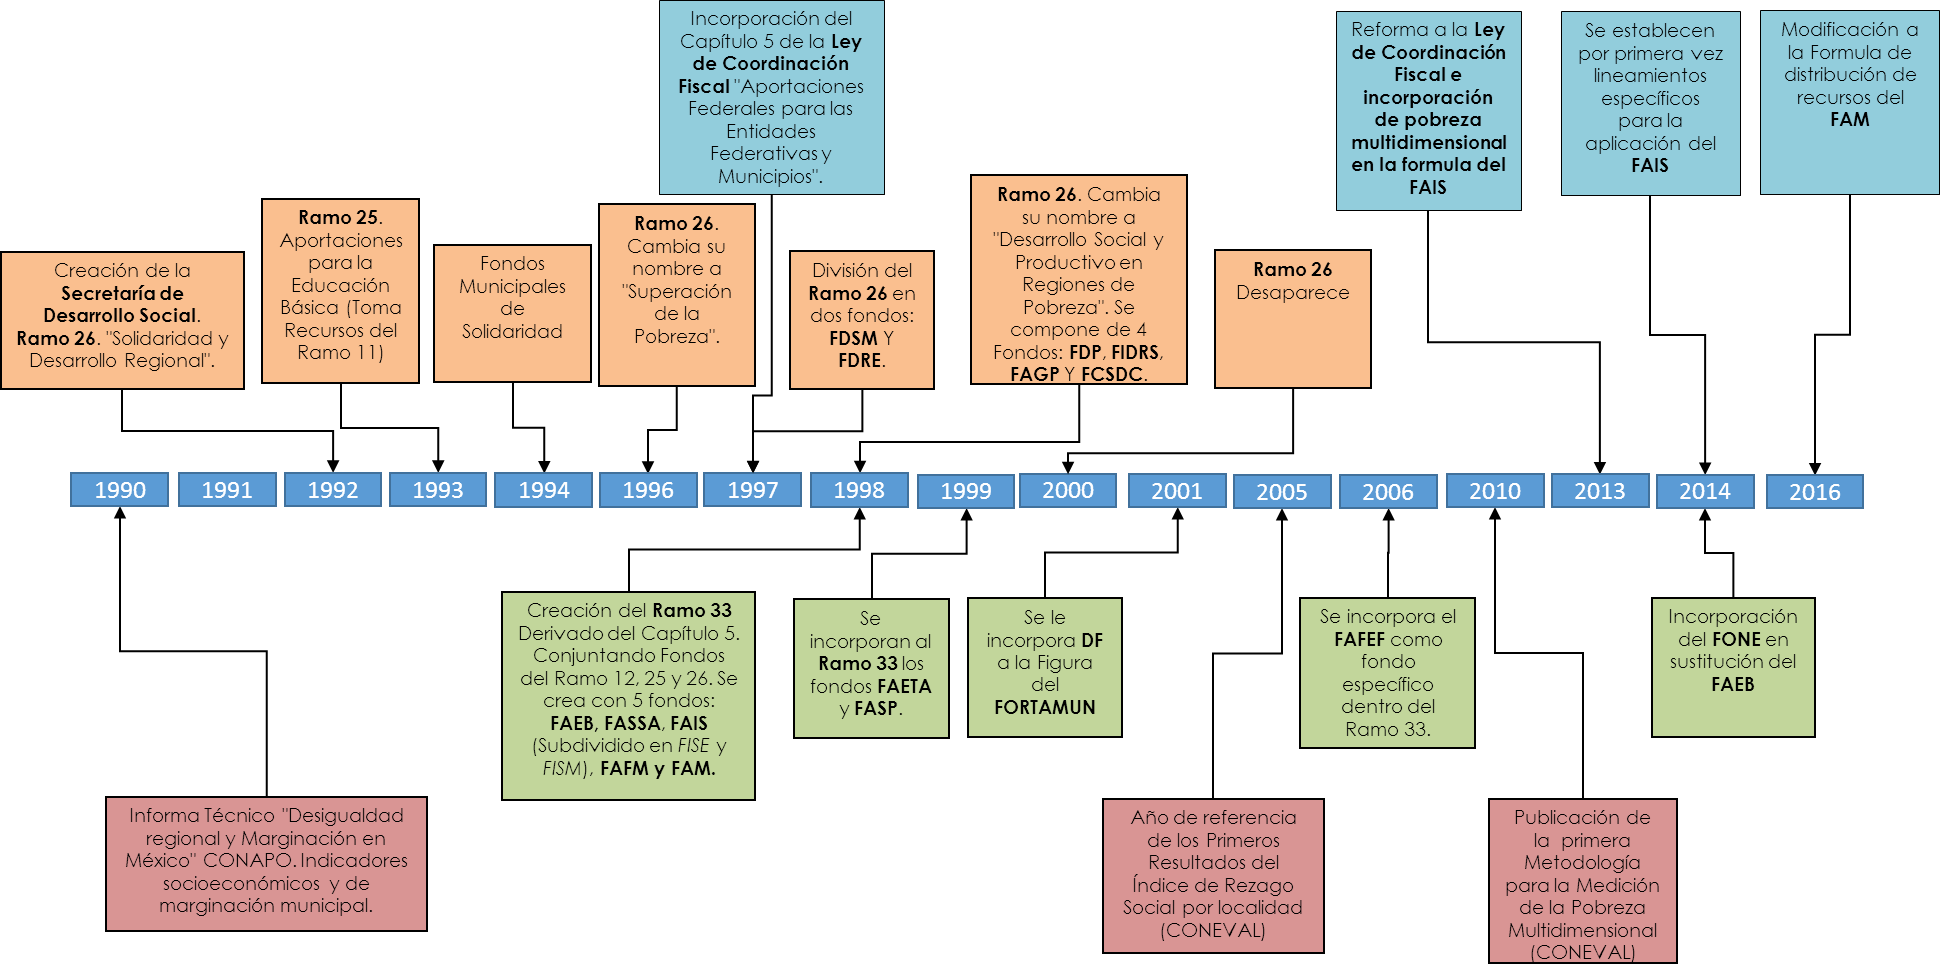 Incorporación del
Capítulo 5 de la Ley
de Coordinación
Fiscal "Aportaciones
Federales para las
Entidades
Federativas y
Municipios".
Reforma a la Ley
de Coordinación
Fiscal e
incorporación
de pobreza
multidimensional
en la formula del
FAIS
Se establecen
por primera vez
lineamientos
específicos
para la
aplicación del
FAIS
Modificación a
la Formula de
distribución de
recursos del
FAM
Creación de la
Secretaría de
Desarrollo Social.
Ramo 26. "Solidaridad y
Desarrollo Regional".
Ramo 25.
Aportaciones
para la
Educación
Básica (Toma
Recursos del
Ramo 11)
Fondos
Municipales
de
Solidaridad
Ramo 26.
Cambia su
nombre a
"Superación
de la
Pobreza".
División del
Ramo 26 en
dos fondos:
FDSM Y
FDRE.
Ramo 26. Cambia
su nombre a
"Desarrollo Social y
Productivo en
Regiones de
Pobreza". Se
compone de 4
Fondos: FDP, FIDRS,
FAGP Y FCSDC.
Ramo 26
Desaparece
1990
1991
1992
1993
1994
1996
1997
1998
1999
2000
2001
2005
2006
2010
2013
2014
2016
Creación del Ramo 33
Derivado del Capítulo 5.
Conjuntando Fondos
del Ramo 12, 25 y 26. Se
crea con 5 fondos:
FAEB, FASSA, FAIS
(Subdividido en FISE y
FISM), FAFM y FAM.
Se
incorporan al
Ramo 33 los
fondos FAETA
y FASP.
Se le
incorpora DF
a la Figura
del
FORTAMUN
Se incorpora el
FAFEF como
fondo
específico
dentro del
Ramo 33.
Incorporación
del FONE en
sustitución del
FAEB
Informa Técnico "Desigualdad
regional y Marginación en
México" CONAPO. Indicadores
socioeconómicos y de
marginación municipal.
Año de referencia
de los Primeros
Resultados del
Índice de Rezago
Social por localidad
(CONEVAL)
Publicación de
la primera
Metodología
para la Medición
de la Pobreza
Multidimensional
(CONEVAL)